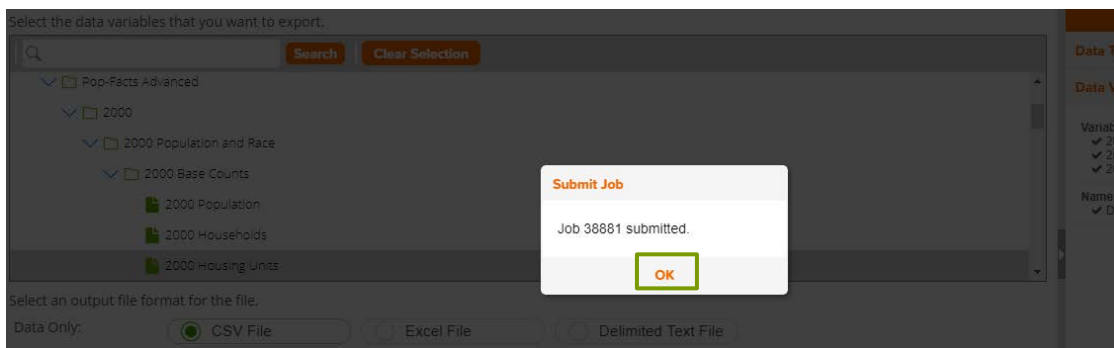 Select the data variables that you want to export.
Search Clear Selection
Pop-Facts Advanced
2000
2000 Population and Race
2000 Base Counts
2000 Population
2000 Households
2000 Housing Units
Submit Job
Job 38881 submitted.
OK
Select an output file format for the file.
Data Only: CSV File Excel File Delimited Text File
Data
Data